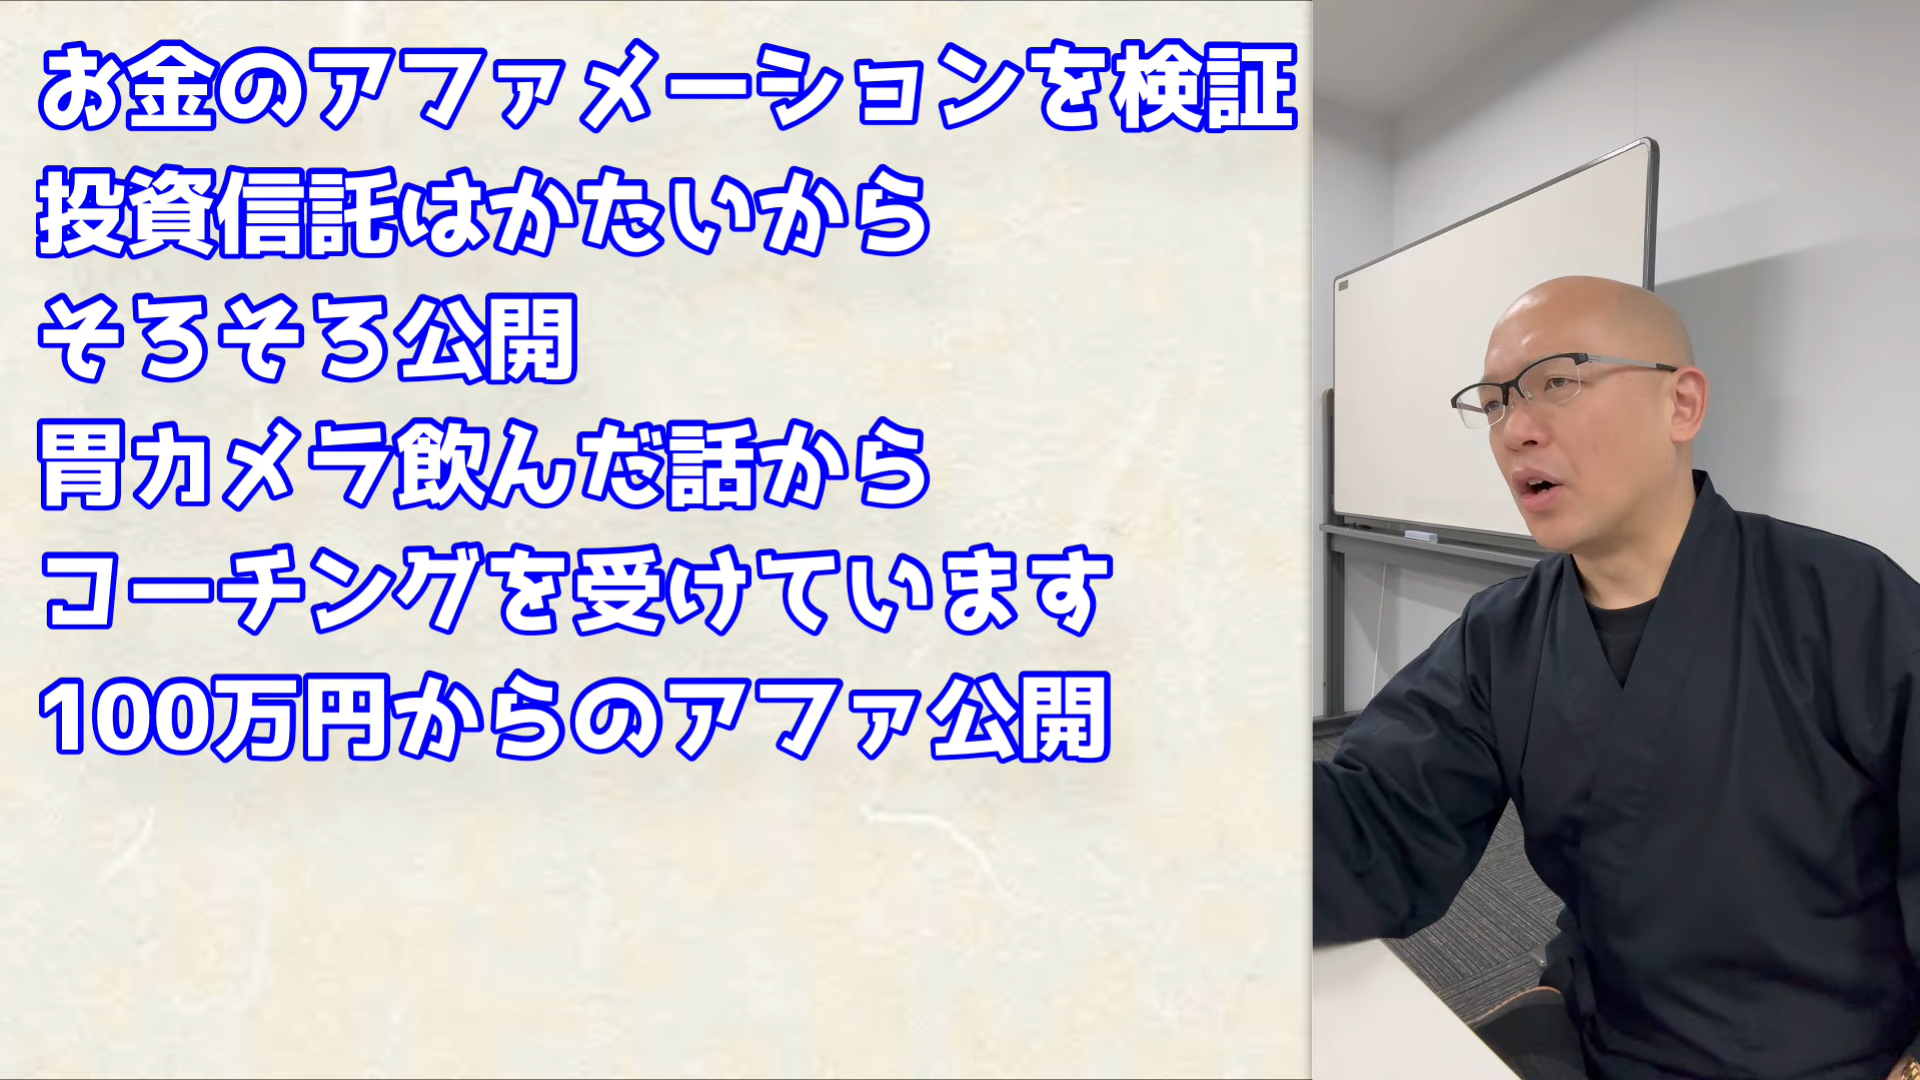 お金のアファメーションを検証
投資信託はかたいから
そろそろ公開
胃カメラ飲んだ話から
コーチングを受けています
100万円からのアファ公開